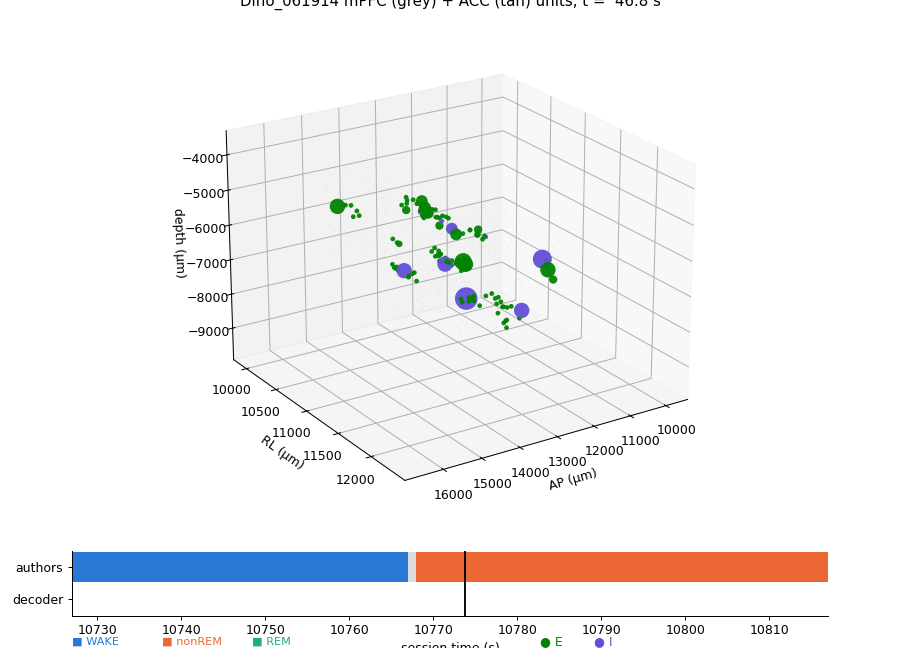 Dino_061914 mPFC (grey) + ACC (tan) units, t = 46.8 s
−4000
−5000
−6000
−7000
−8000
−9000
depth (μm)
10000
10500
11000
11500
12000
RL (μm)
16000
15000
14000
13000
12000
11000
10000
AP (μm)
authors
decoder
10730
10740
10750
10760
10770
10780
10790
10800
10810
session time (s)
WAKE
nonREM
REM
E
I